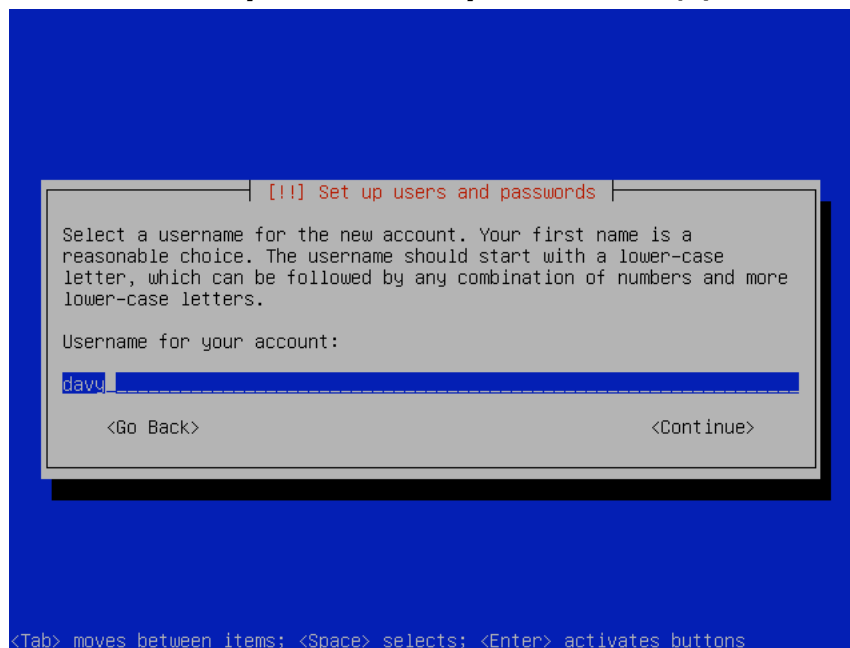 [!!] Set up users and passwords
Select a username for the new account. Your first name is a
reasonable choice. The username should start with a lower-case
letter, which can be followed by any combination of numbers and more
lower-case letters.
Username for your account:
davy
<Go Back> <Continue>
<Tab> moves between items; <Space> selects; <Enter> activates buttons